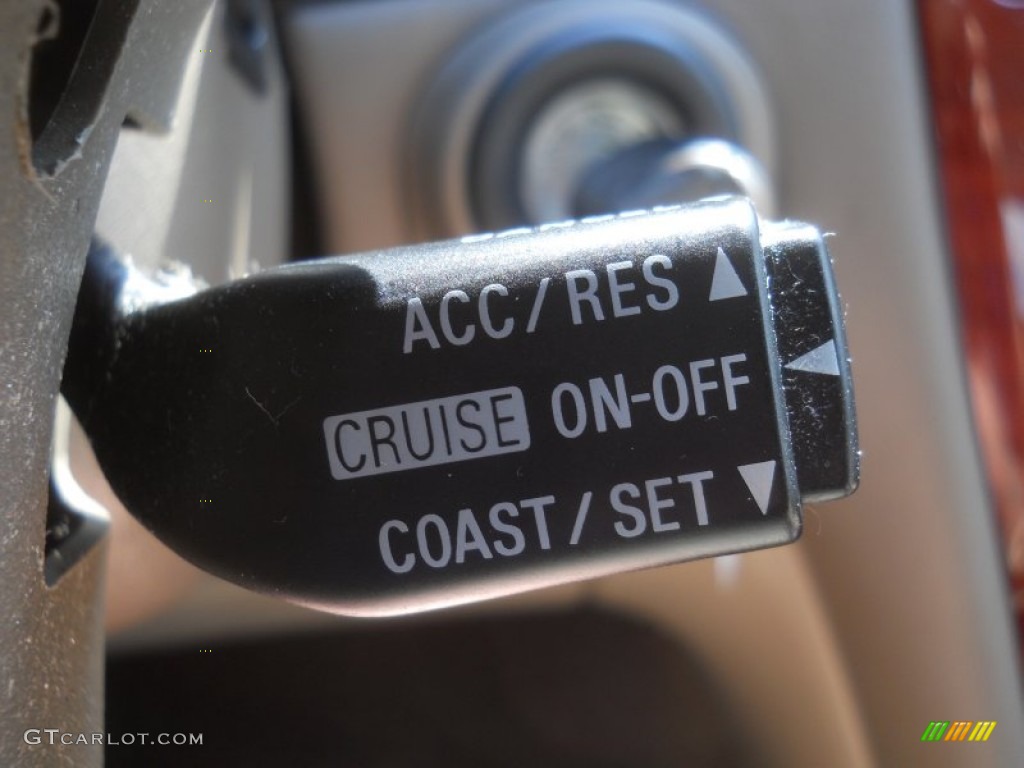 ACC/RES
CRUISE ON-OFF
COAST/SET
GTCARLOT.COM